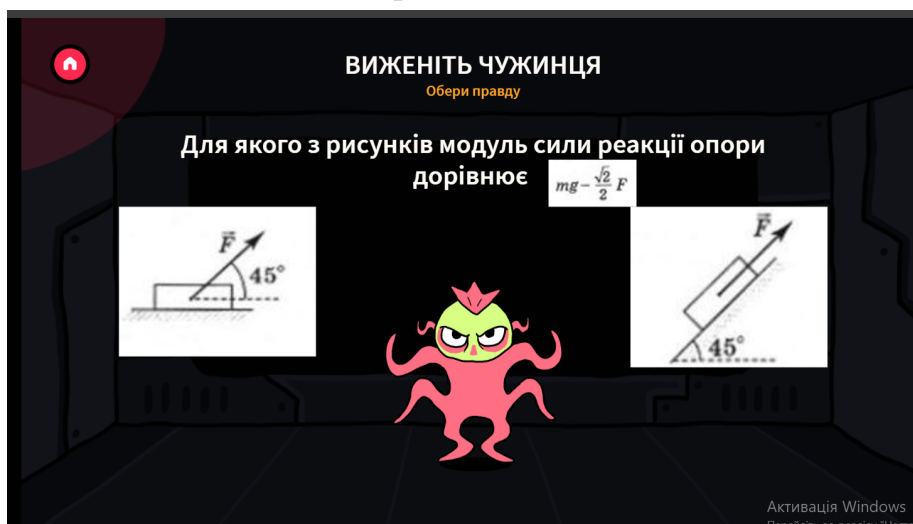 ВИЖЕНІТЬ ЧУЖИНЦЯ
Обери правду
Для якого з рисунків модуль сили реакції опори
дорівнює mg − √2/2 F
F⃗
45°
F⃗
45°
Активація Windows